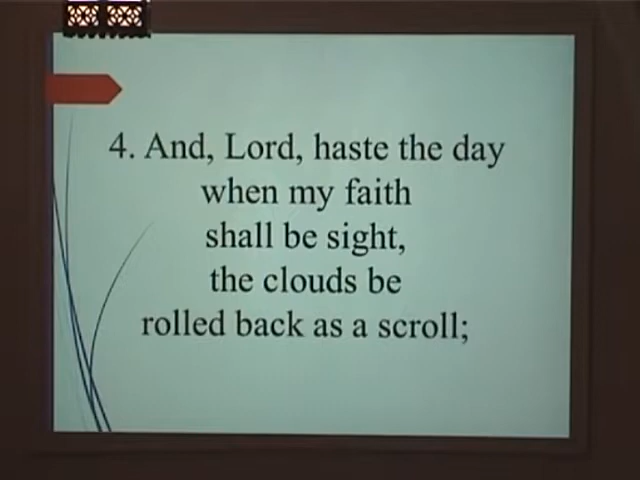 4. And, Lord, haste the day
when my faith
shall be sight,
the clouds be
rolled back as a scroll;